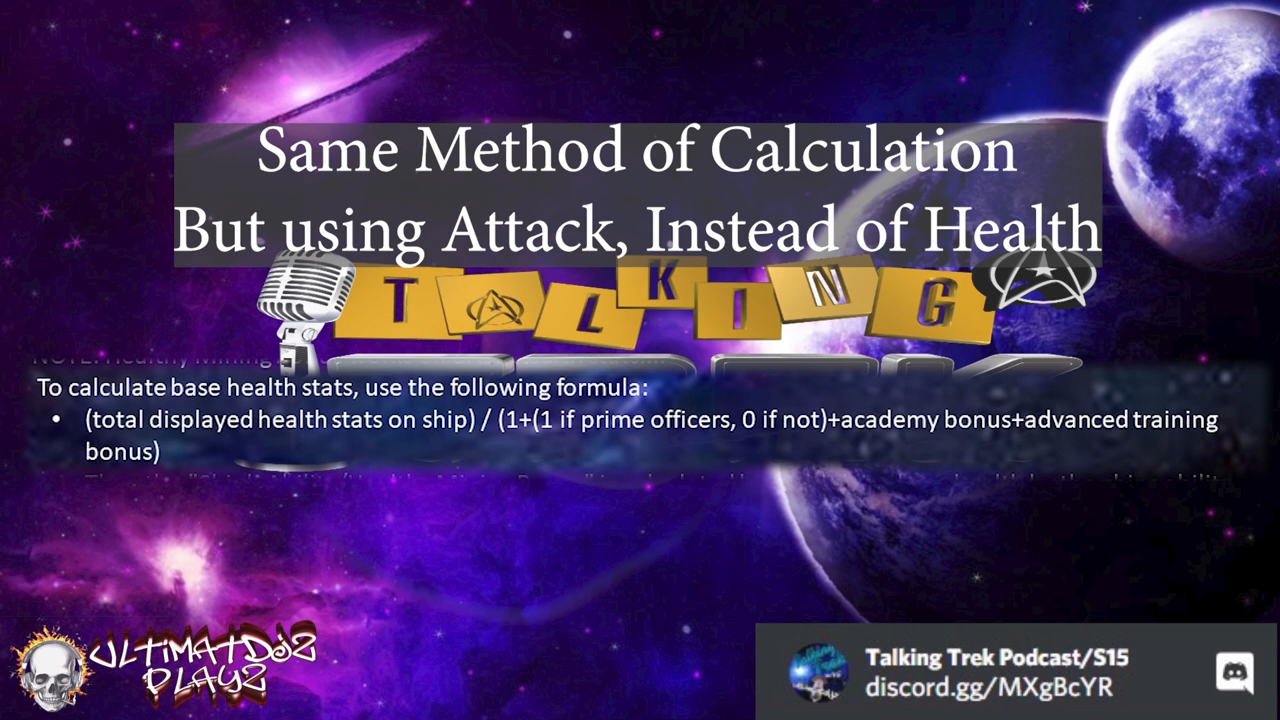 Same Method of Calculation
But using Attack, Instead of Health
TALKING
To calculate base health stats, use the following formula:
• (total displayed health stats on ship) / (1+(1 if prime officers, 0 if not)+academy bonus+advanced training
bonus)
ULTIMATDJZ
PLAYZ
Talking Trek Podcast/S15
discord.gg/MXgBcYR